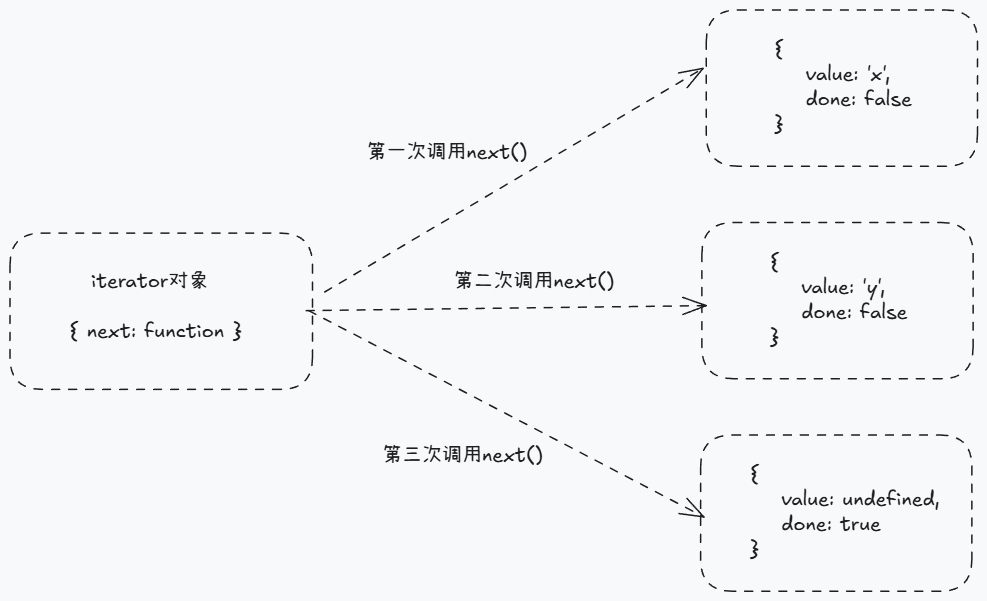 {
value: 'x',
done: false
}
第一次调用next()
iterator对象
{ next: function }
第二次调用next()
{
value: 'y',
done: false
}
第三次调用next()
{
value: undefined,
done: true
}